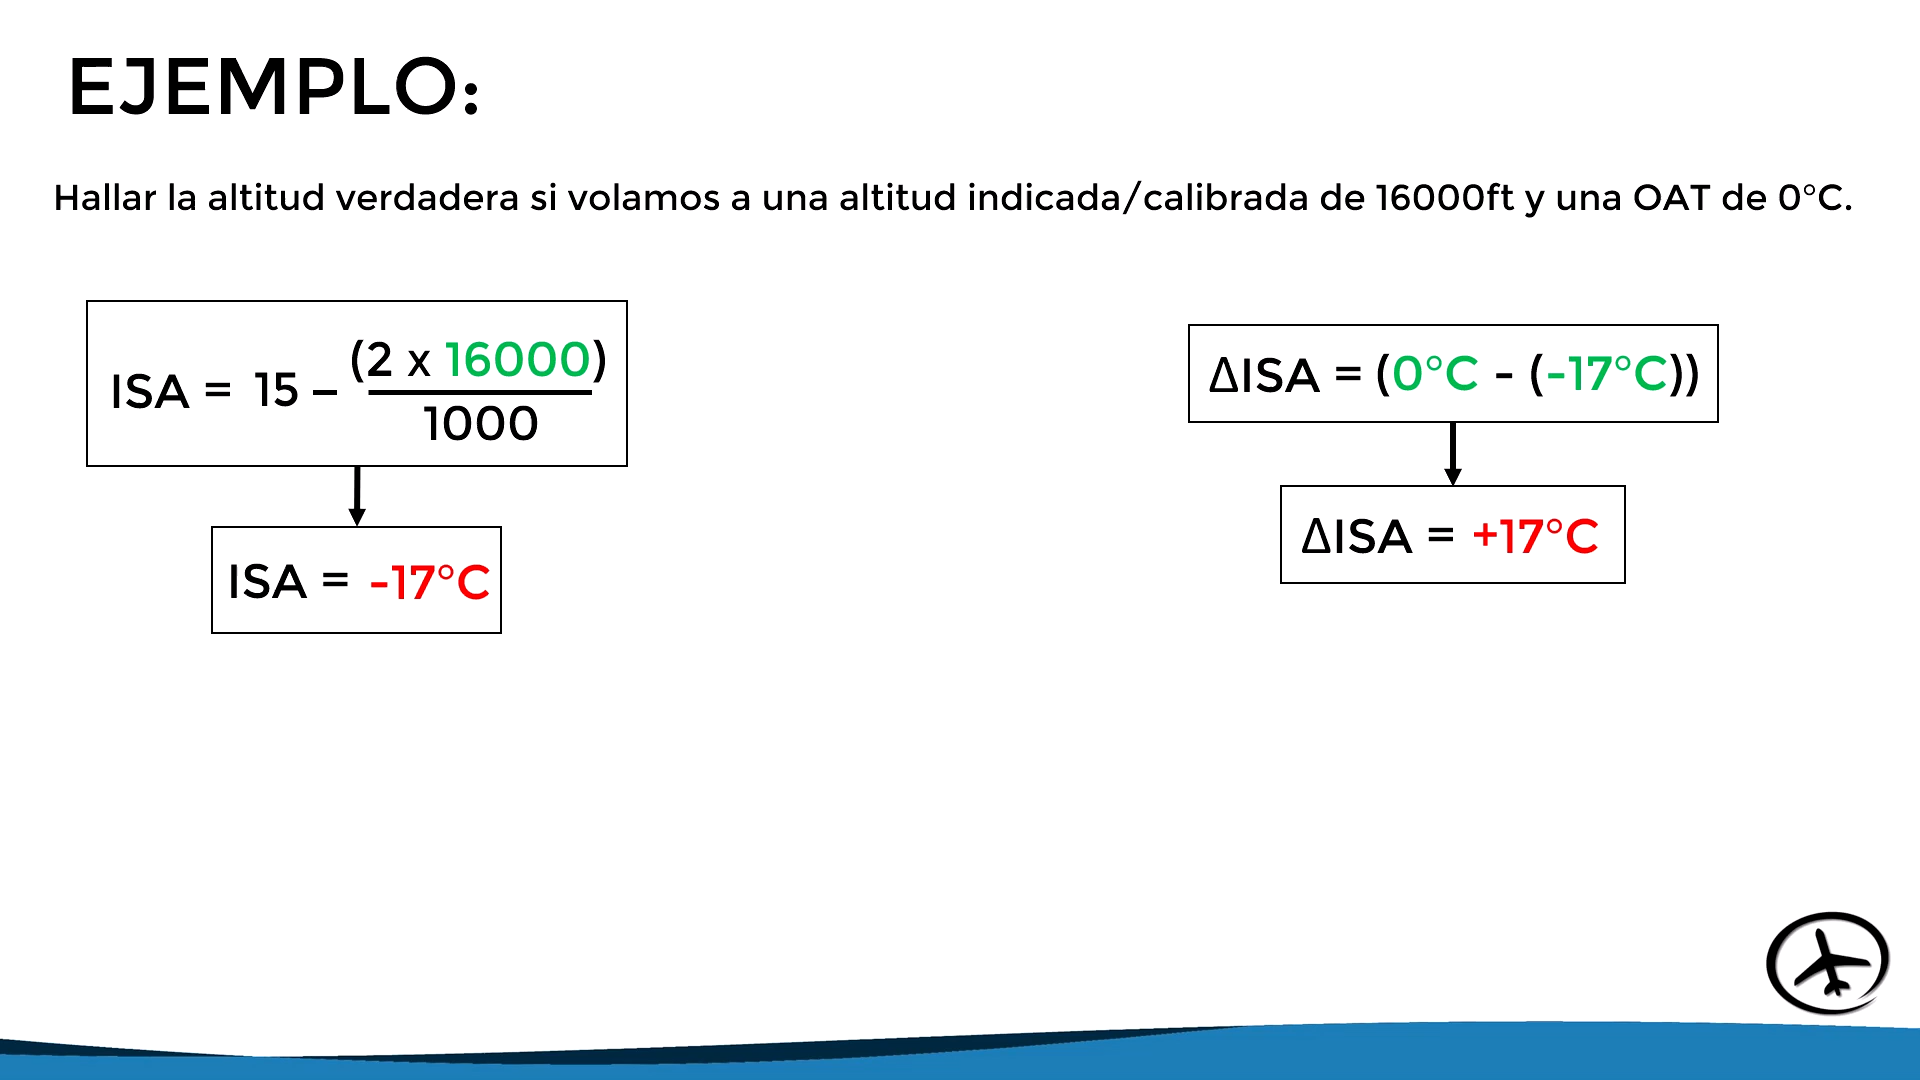 EJEMPLO:
Hallar la altitud verdadera si volamos a una altitud indicada/calibrada de 16000ft y una OAT de 0°C.
ISA = 15 – (2 x 16000)
1000
ISA = -17°C
ΔISA = (0°C - (-17°C))
ΔISA = +17°C